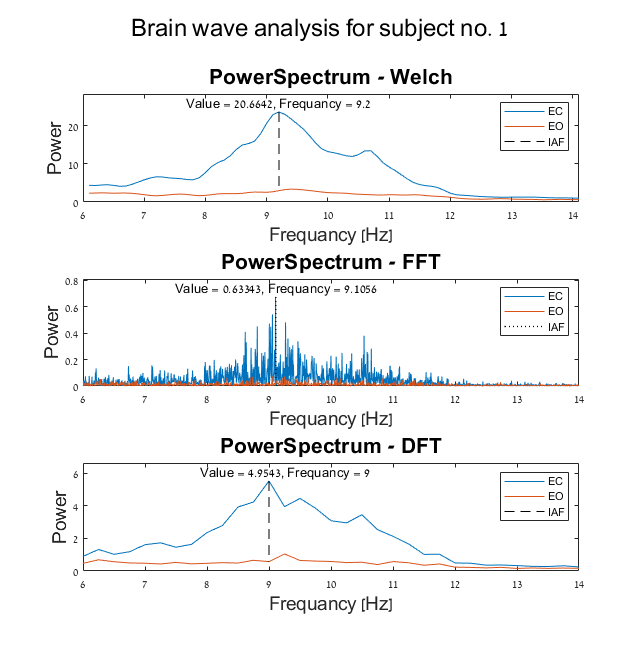 Brain wave analysis for subject no. 1
PowerSpectrum - Welch
Value = 20.6642, Frequancy = 9.2
EC
EO
IAF
Power
20
10
0
6 7 8 9 10 11 12 13 14
Frequancy [Hz]
PowerSpectrum - FFT
Value = 0.63343, Frequancy = 9.1056
EC
EO
IAF
Power
0.8
0.6
0.4
0.2
0
6 7 8 9 10 11 12 13 14
Frequancy [Hz]
PowerSpectrum - DFT
Value = 4.9543, Frequancy = 9
EC
EO
IAF
Power
6
4
2
0
6 7 8 9 10 11 12 13 14
Frequancy [Hz]